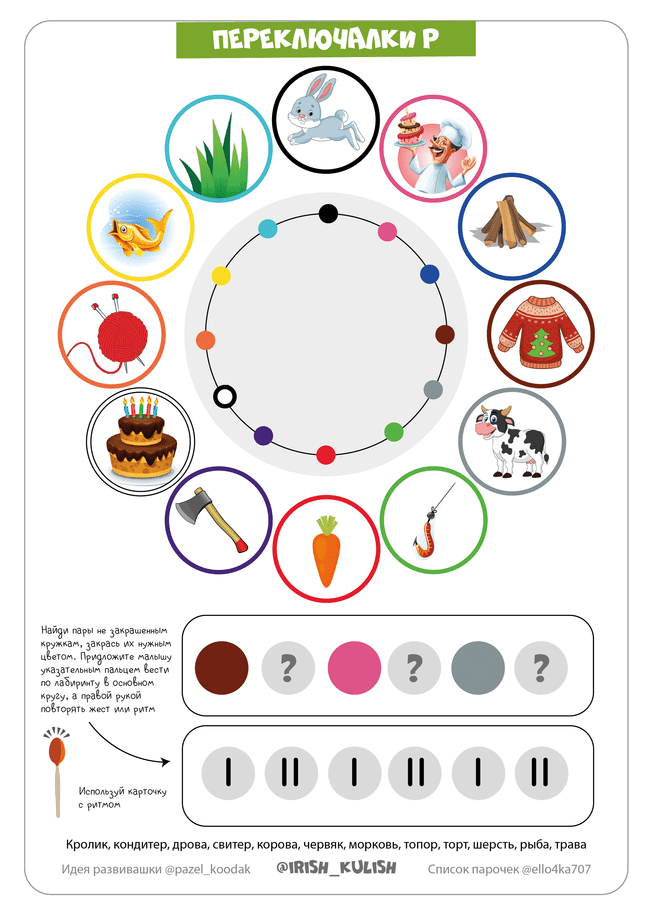 ПЕРЕКЛЮЧАЛКИ Р
Найди пары не закрашенным
кружкам, закрась их нужным
цветом. Придложите малышу
указательным пальцем вести
по лабиринту в основном
кругу, а правой рукой
повторять жест или ритм
? ? ?
Используй карточку
с ритмом
I II I II I II
Кролик, кондитер, дрова, свитер, корова, червяк, морковь, топор, торт, шерсть, рыба, трава
Идея развивашки @pazel_koodak @IRISH_KULISH Список парочек @ello4ka707